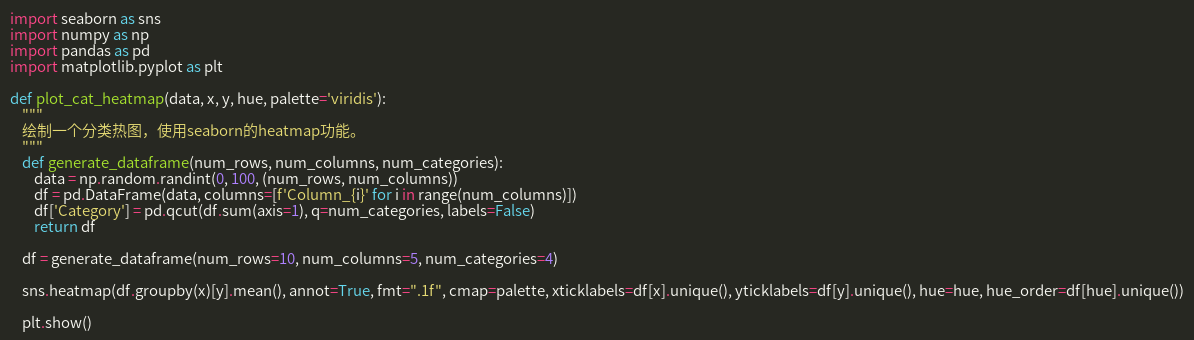 import seaborn as sns
import numpy as np
import pandas as pd
import matplotlib.pyplot as plt
def plot_cat_heatmap(data, x, y, hue, palette='viridis'):
"""
绘制一个分类热图，使用seaborn的heatmap功能。
"""
def generate_dataframe(num_rows, num_columns, num_categories):
data = np.random.randint(0, 100, (num_rows, num_columns))
df = pd.DataFrame(data, columns=[f'Column_{i}' for i in range(num_columns)])
df['Category'] = pd.qcut(df.sum(axis=1), q=num_categories, labels=False)
return df
df = generate_dataframe(num_rows=10, num_columns=5, num_categories=4)
sns.heatmap(df.groupby(x)[y].mean(), annot=True, fmt=".1f", cmap=palette, xticklabels=df[x].unique(), yticklabels=df[y].unique(), hue=hue, hue_order=df[hue].unique())
plt.show()